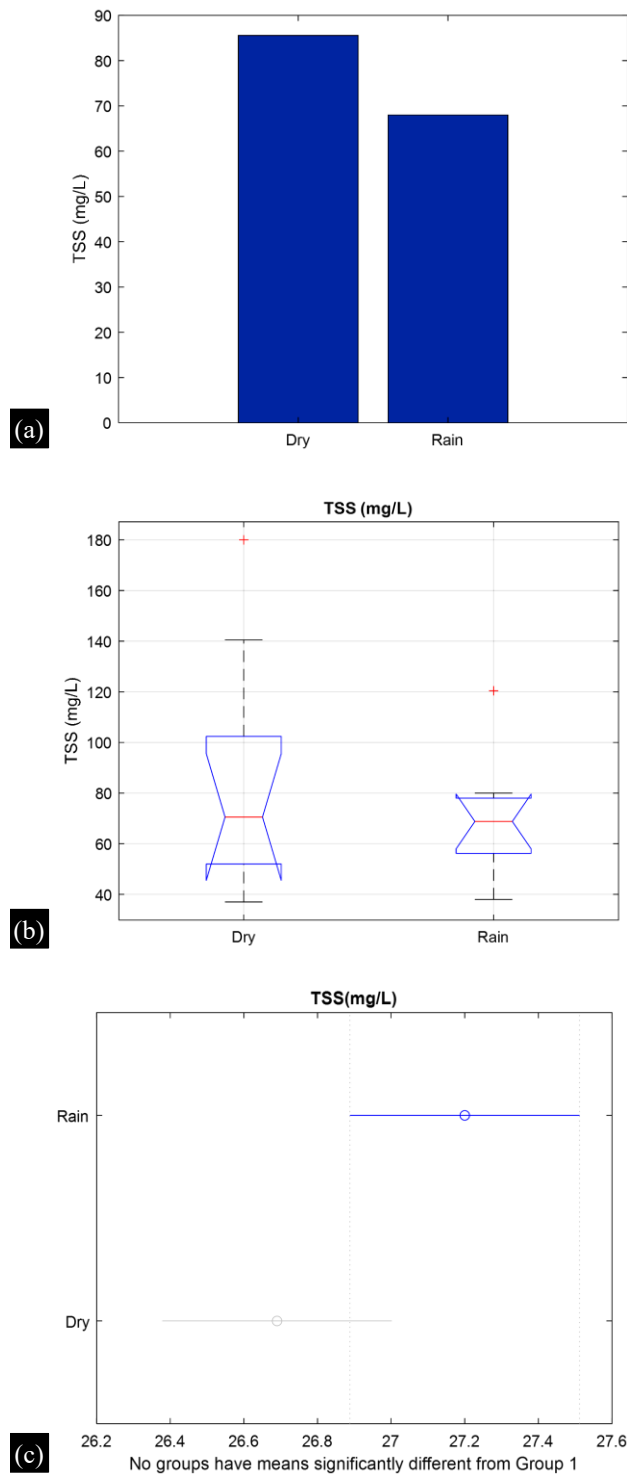 90
80
70
60
50
40
30
20
10
0
TSS (mg/L)
Dry Rain
(a)
TSS (mg/L)
180
160
140
120
100
80
60
40
TSS (mg/L)
Dry Rain
(b)
TSS(mg/L)
Rain
Dry
26.2 26.4 26.6 26.8 27 27.2 27.4 27.6
No groups have means significantly different from Group 1
(c)